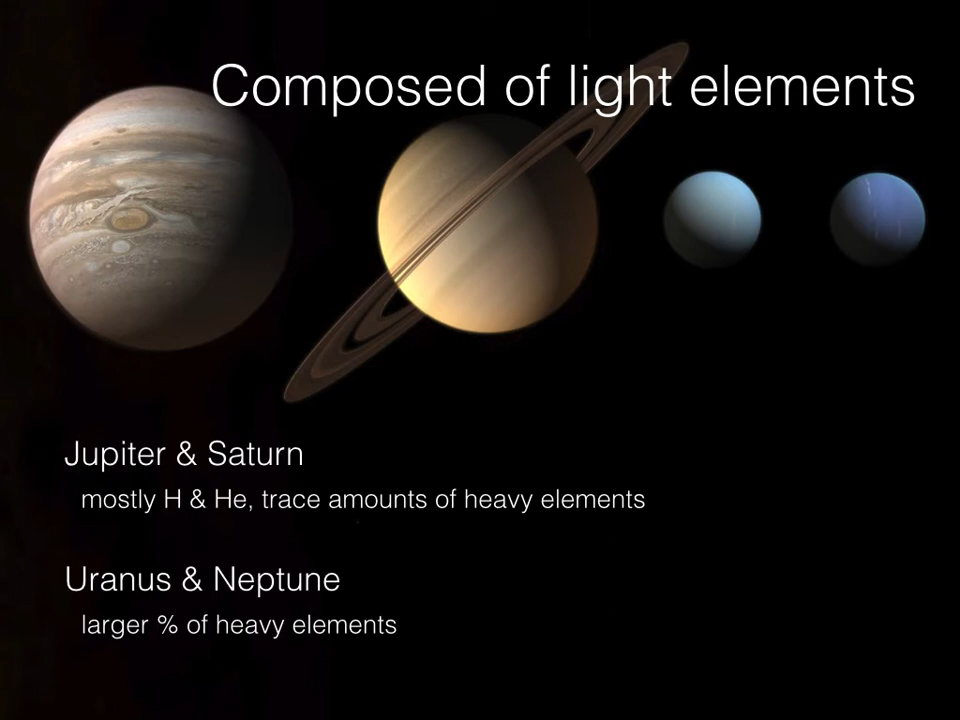 Composed of light elements
Jupiter & Saturn
mostly H & He, trace amounts of heavy elements
Uranus & Neptune
larger % of heavy elements